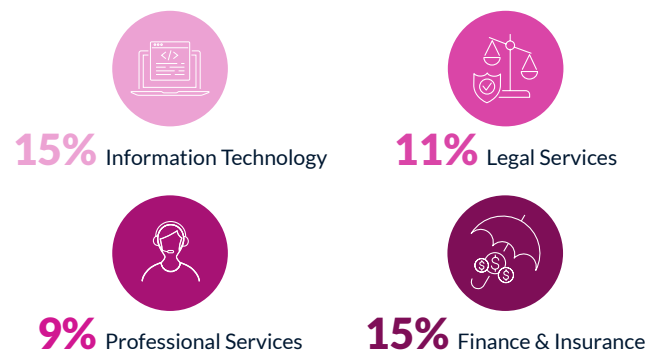 </>
15% Information Technology
11% Legal Services
$ $ $
9% Professional Services
15% Finance & Insurance